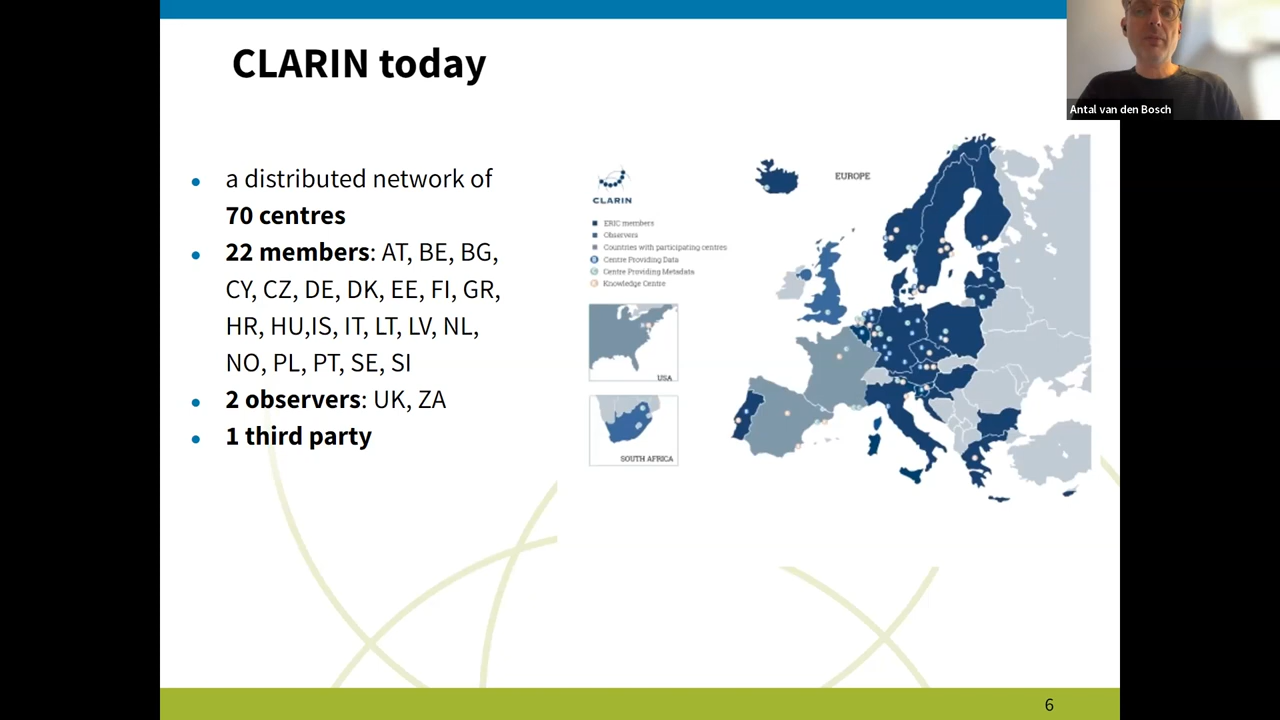 CLARIN today
Antal van den Bosch
a distributed network of
70 centres
22 members: AT, BE, BG,
CY, CZ, DE, DK, EE, FI, GR,
HR, HU,IS, IT, LT, LV, NL,
NO, PL, PT, SE, SI
2 observers: UK, ZA
1 third party
EUROPE
CLARIN
ERIC members
Observers
Countries with participating centres
Centre Providing Data
Centre Providing Metadata
Knowledge Centre
USA
SOUTH AFRICA
6